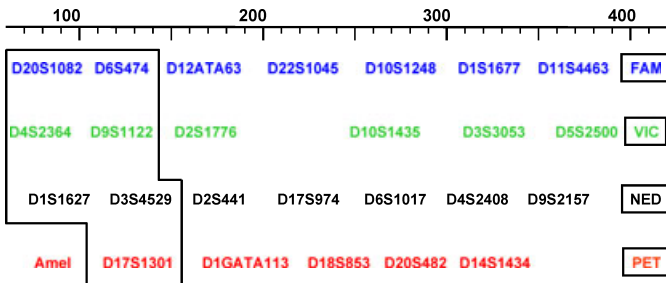 100 200 300 400
D20S1082 D6S474 D12ATA63 D22S1045 D10S1248 D1S1677 D11S4463 FAM
D4S2364 D9S1122 D2S1776 D10S1435 D3S3053 D5S2500 VIC
D1S1627 D3S4529 D2S441 D17S974 D6S1017 D4S2408 D9S2157 NED
Amel D17S1301 D1GATA113 D18S853 D20S482 D14S1434 PET